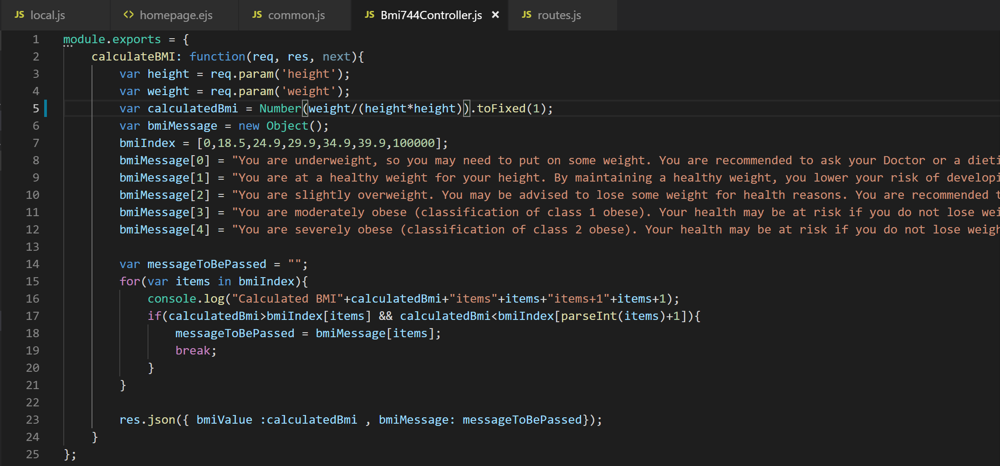 JS local.js <> homepage.ejs JS common.js JS Bmi744Controller.js × JS routes.js
1 module.exports = {
2 calculateBMI: function(req, res, next){
3 var height = req.param('height');
4 var weight = req.param('weight');
5 var calculatedBmi = Number(weight/(height*height)).toFixed(1);
6 var bmiMessage = new Object();
7 bmiIndex = [0,18.5,24.9,29.9,34.9,39.9,100000];
8 bmiMessage[0] = "You are underweight, so you may need to put on some weight. You are recommended to ask your Doctor or a dieti
9 bmiMessage[1] = "You are at a healthy weight for your height. By maintaining a healthy weight, you lower your risk of developi
10 bmiMessage[2] = "You are slightly overweight. You may be advised to lose some weight for health reasons. You are recommended t
11 bmiMessage[3] = "You are moderately obese (classification of class 1 obese). Your health may be at risk if you do not lose wei
12 bmiMessage[4] = "You are severely obese (classification of class 2 obese). Your health may be at risk if you do not lose weigh
13
14 var messageToBePassed = "";
15 for(var items in bmiIndex){
16 console.log("Calculated BMI"+calculatedBmi+"items"+items+"items+1"+items+1);
17 if(calculatedBmi>bmiIndex[items] && calculatedBmi<bmiIndex[parseInt(items)+1]){
18 messageToBePassed = bmiMessage[items];
19 break;
20 }
21 }
22
23 res.json({ bmiValue :calculatedBmi , bmiMessage: messageToBePassed});
24 }
25 };